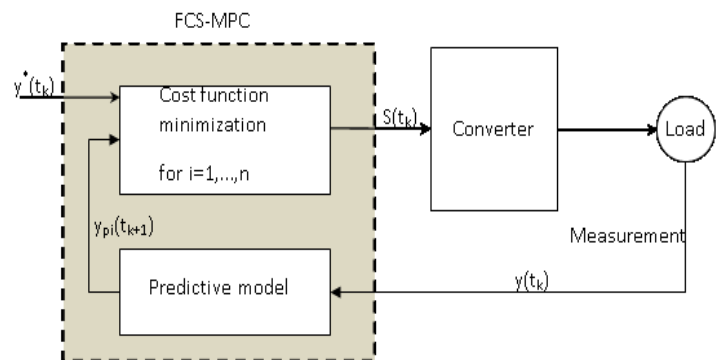 FCS-MPC
y*(tk)
Cost function
minimization
for i=1,...,n
S(tk)
Converter
Load
ypi(tk+1)
Measurement
Predictive model
y(tk)